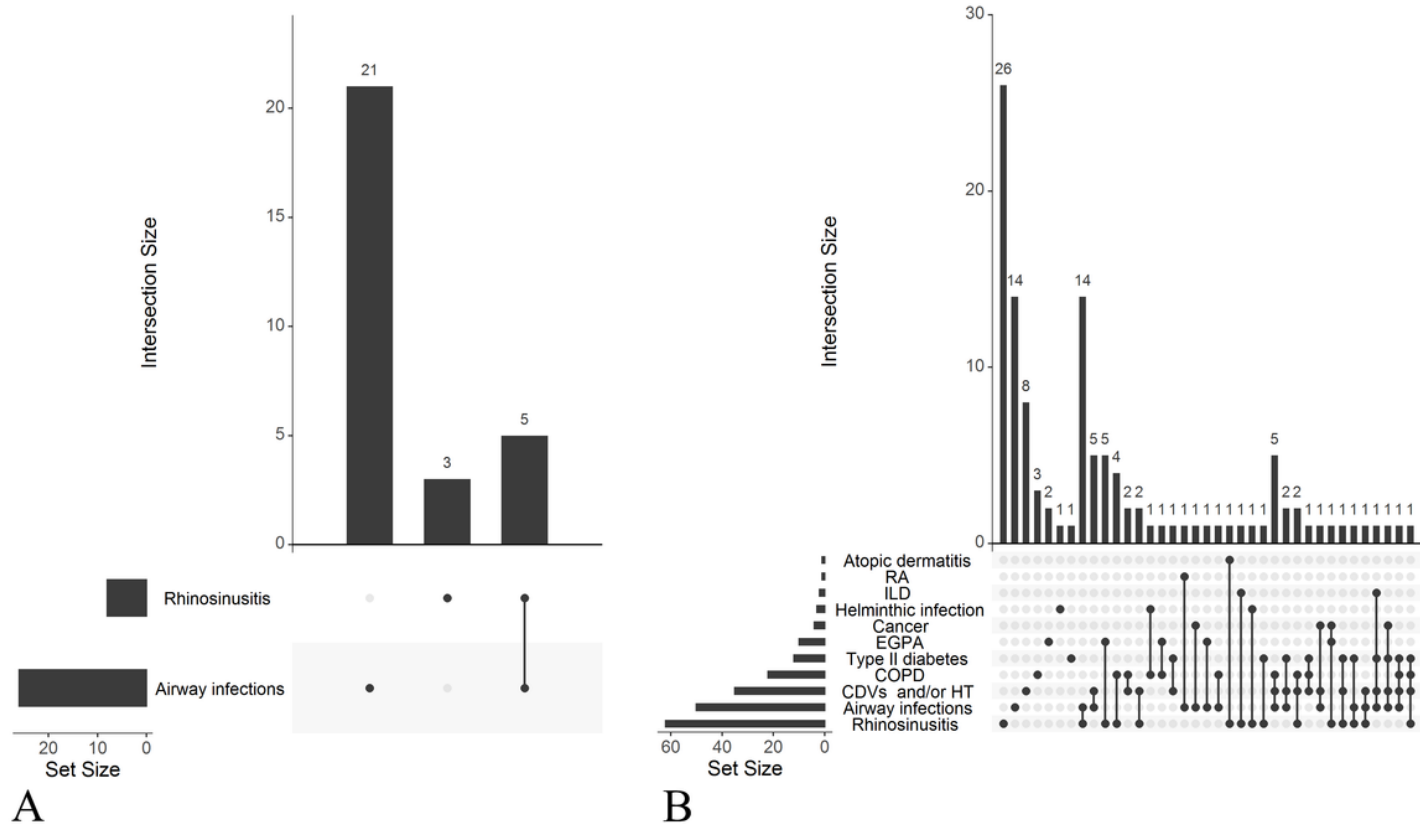 21
20
15
10
5
0
3
5
Intersection Size
Rhinosinusitis
Airway infections
20 10 0
Set Size
A
30
20
10
0
26
14
8
3
2
1
1
14
5
5
4
2
2
1
1
1
1
1
1
1
1
1
1
1
5
2
2
1
1
1
1
1
1
1
1
1
1
Intersection Size
Atopic dermatitis
RA
ILD
Helminthic infection
Cancer
EGPA
Type II diabetes
COPD
CDVs and/or HT
Airway infections
Rhinosinusitis
60 40 20 0
Set Size
B